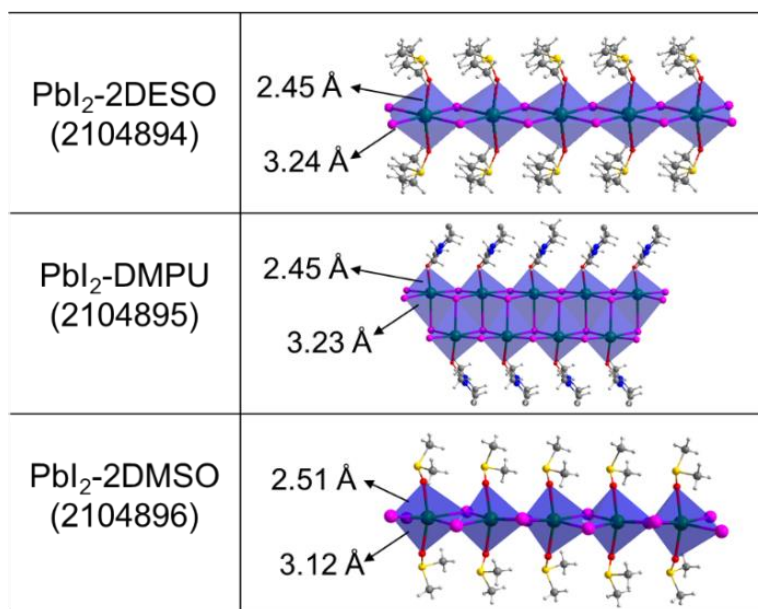 PbI₂-2DESO
(2104894)
2.45 Å
3.24 Å
PbI₂-DMPU
(2104895)
2.45 Å
3.23 Å
PbI₂-2DMSO
(2104896)
2.51 Å
3.12 Å